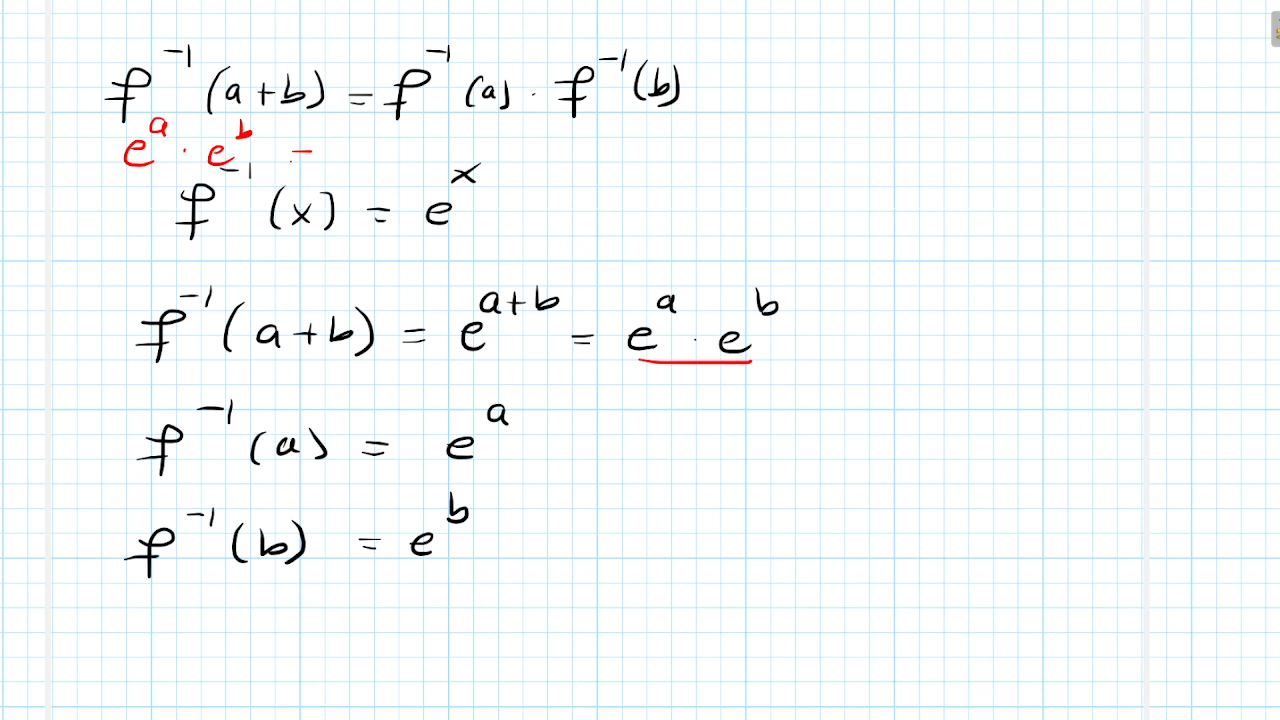 f⁻¹(a+b) = f⁻¹(a) · f⁻¹(b)
eᵃ · eᵇ =
f⁻¹(x) = eˣ
f⁻¹(a+b) = eᵃ⁺ᵇ = eᵃ · eᵇ
f⁻¹(a) = eᵃ
f⁻¹(b) = eᵇ